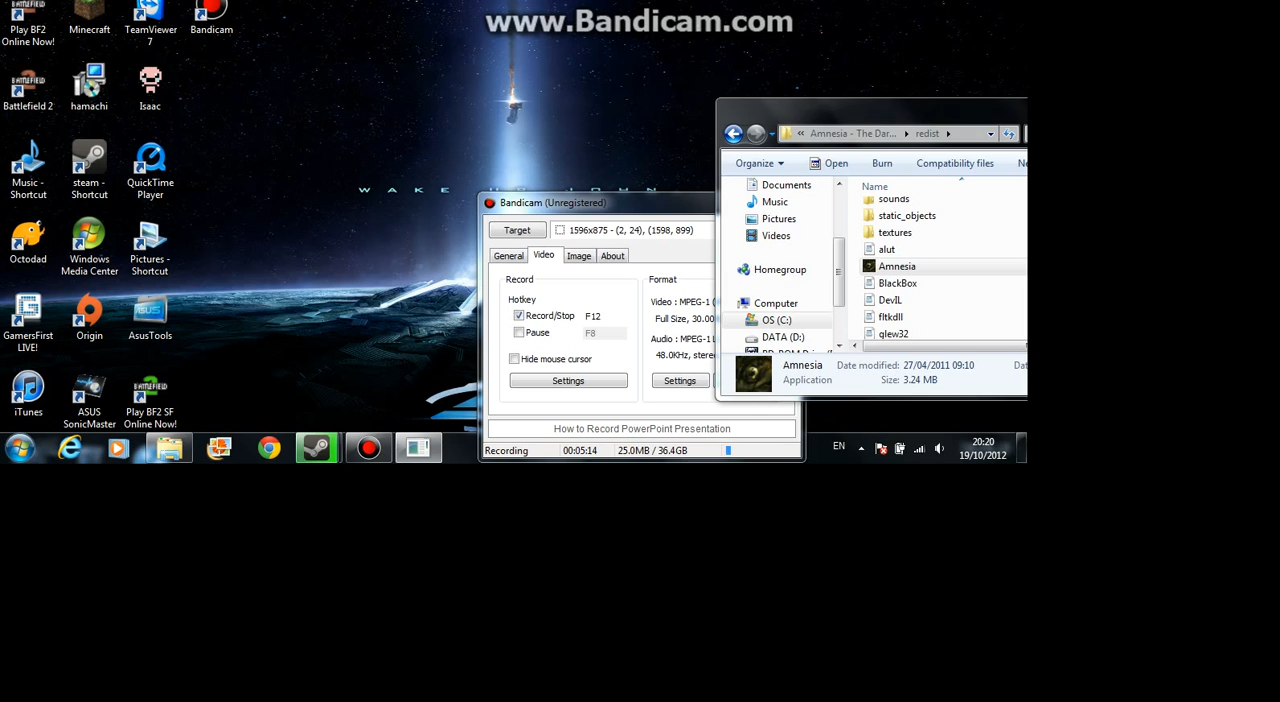 www.Bandicam.com
Play BF2
Online Now!
Minecraft
TeamViewer
7
Bandicam
Battlefield 2
hamachi
Isaac
Music -
Shortcut
steam -
Shortcut
QuickTime
Player
Octodad
Windows
Media Center
Pictures -
Shortcut
GamersFirst
LIVE!
Origin
AsusTools
iTunes
ASUS
SonicMaster
Play BF2 SF
Online Now!
Bandicam (Unregistered)
Target
1596x875 - (2, 24), (1598, 899)
General
Video
Image
About
Record
Hotkey
Record/Stop
F12
Pause
F8
Hide mouse cursor
Settings
Format
Video : MPEG-1
Full Size, 30.00
Audio : MPEG-1
48.0KHz, stereo
Settings
How to Record PowerPoint Presentation
Recording
00:05:14
25.0MB / 36.4GB
« Amnesia - The Dar...
redist
Organize
Open
Burn
Compatibility files
Documents
Music
Pictures
Videos
Homegroup
Computer
OS (C:)
DATA (D:)
Name
sounds
static_objects
textures
alut
Amnesia
BlackBox
DevIL
fltkdll
glew32
Amnesia
Application
Date modified: 27/04/2011 09:10
Size: 3.24 MB
EN
20:20
19/10/2012